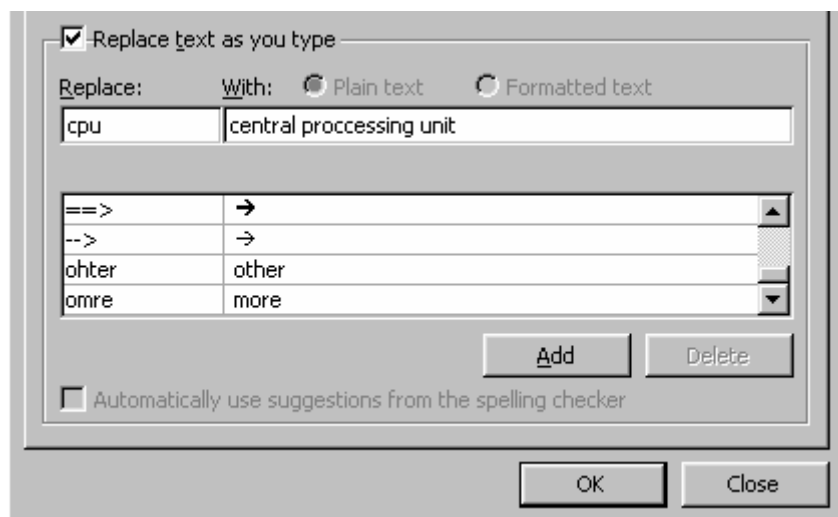 Replace text as you type
Replace: With: Plain text Formatted text
cpu central proccessing unit
==> →
--> →
ohter other
omre more
Add Delete
Automatically use suggestions from the spelling checker
OK Close